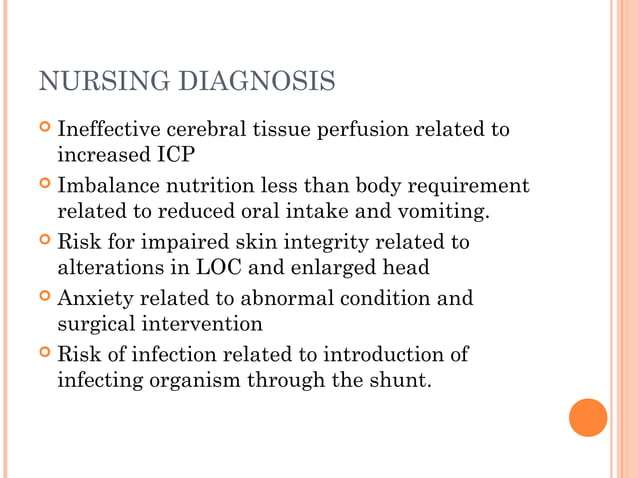 NURSING DIAGNOSIS
Ineffective cerebral tissue perfusion related to
increased ICP
Imbalance nutrition less than body requirement
related to reduced oral intake and vomiting.
Risk for impaired skin integrity related to
alterations in LOC and enlarged head
Anxiety related to abnormal condition and
surgical intervention
Risk of infection related to introduction of
infecting organism through the shunt.